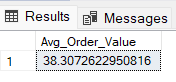 Results Messages
Avg_Order_Value
1 38.3072622950816